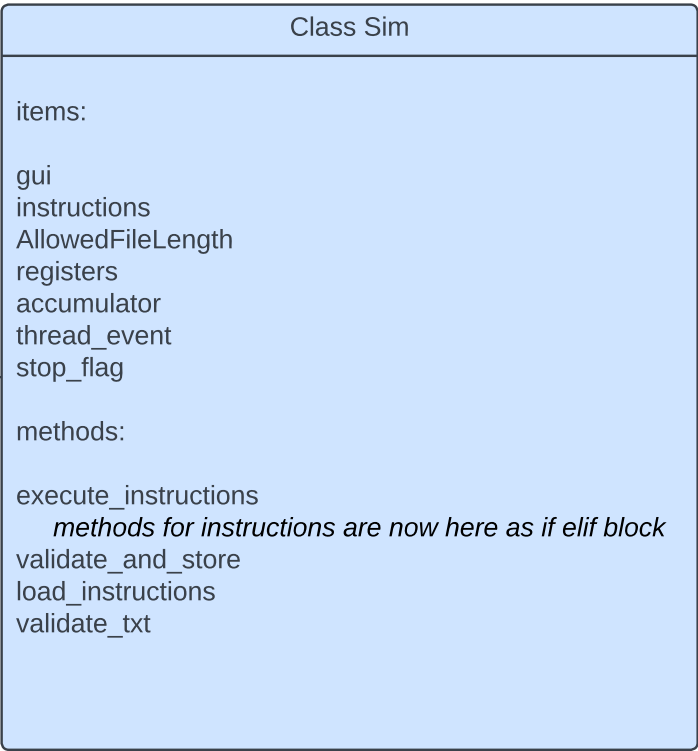 Class Sim
items:
gui
instructions
AllowedFileLength
registers
accumulator
thread_event
stop_flag
methods:
execute_instructions
methods for instructions are now here as if elif block
validate_and_store
load_instructions
validate_txt